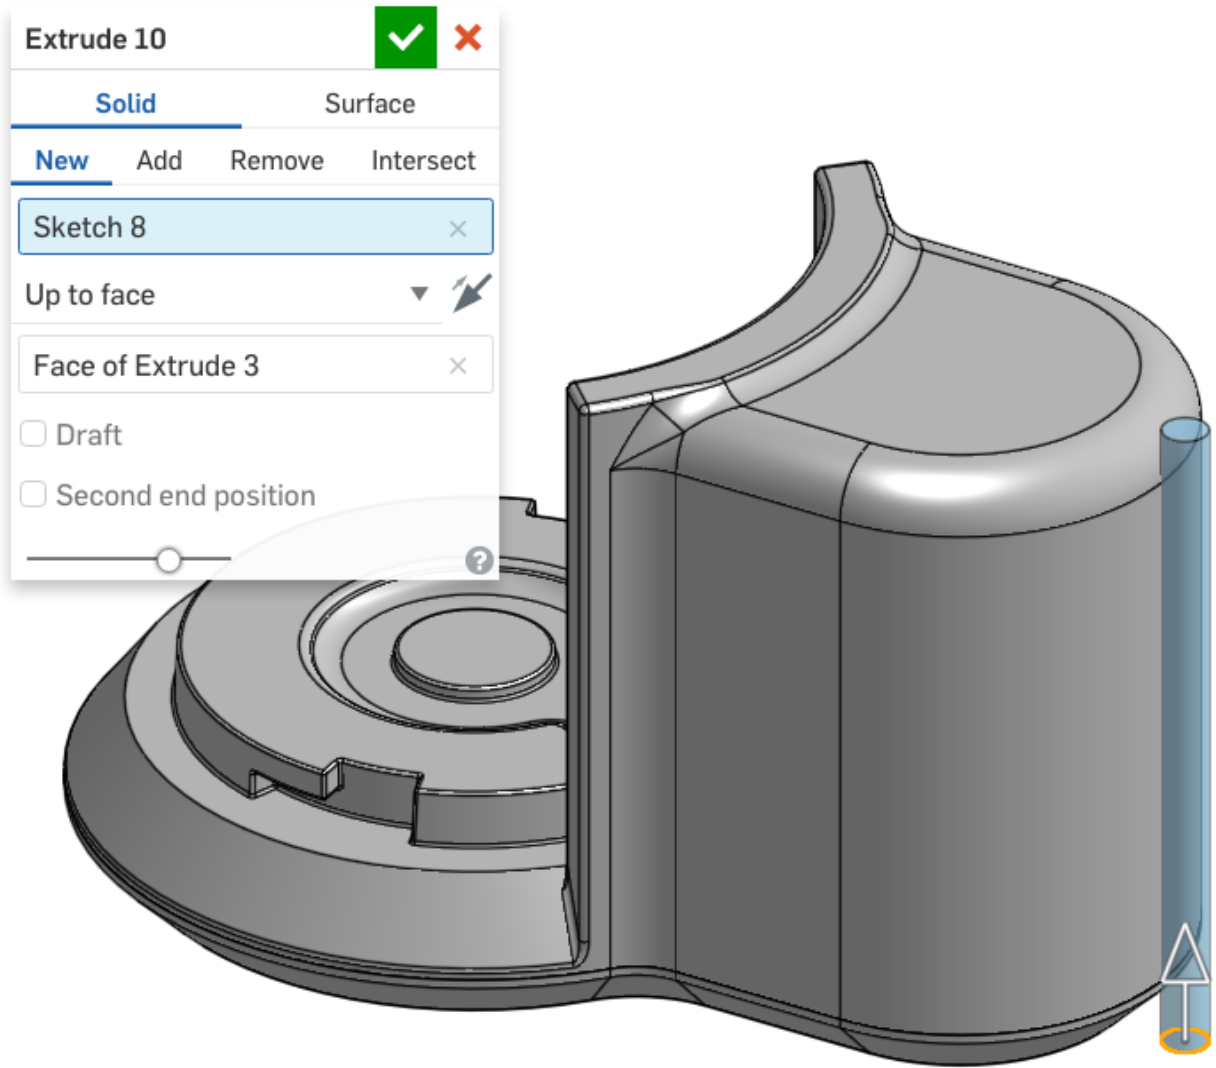 Extrude 10
Solid Surface
New Add Remove Intersect
Sketch 8
Up to face
Face of Extrude 3
Draft
Second end position
?